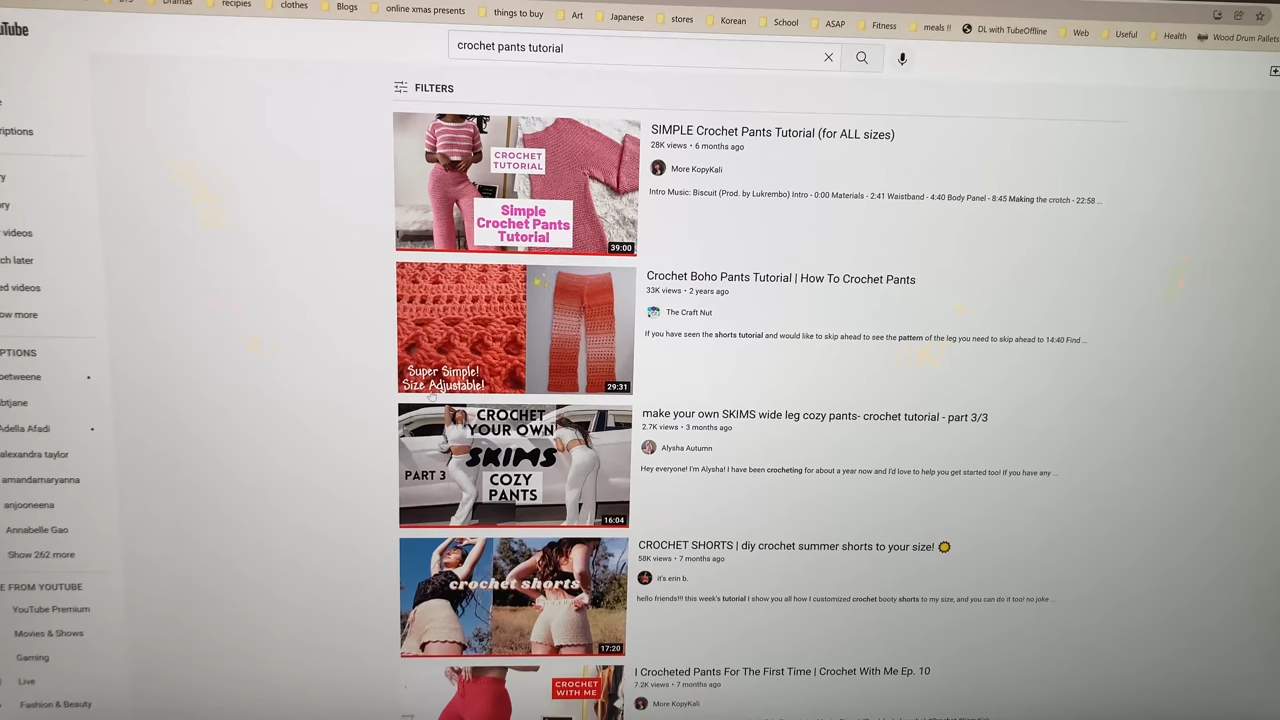 Dramas
recipies
clothes
Blogs
online xmas presents
things to buy
Art
Japanese
stores
Korean
School
ASAP
Fitness
meals !!
DL with TubeOffline
Web
Useful
Health
Wood Drum Pallets
uTube
crochet pants tutorial
FILTERS
CROCHET
TUTORIAL
Simple
Crochet Pants
Tutorial
39:00
SIMPLE Crochet Pants Tutorial (for ALL sizes)
28K views • 6 months ago
More KopyKali
Intro Music: Biscuit (Prod. by Lukrembo) Intro - 0:00 Materials - 2:41 Waistband - 4:40 Body Panel - 8:45 Making the crotch - 22:58 ...
Super Simple!
Size Adjustable!
29:31
Crochet Boho Pants Tutorial | How To Crochet Pants
33K views • 2 years ago
The Craft Nut
If you have seen the shorts tutorial and would like to skip ahead to see the pattern of the leg you need to skip ahead to 14:40 Find ...
CROCHET
YOUR OWN
SKIMS
PART 3
COZY
PANTS
16:04
make your own SKIMS wide leg cozy pants- crochet tutorial - part 3/3
2.7K views • 3 months ago
Alysha Autumn
Hey everyone! I'm Alysha! I have been crocheting for about a year now and I'd love to help you get started too! If you have any ...
crochet shorts
17:20
CROCHET SHORTS | diy crochet summer shorts to your size!
58K views • 7 months ago
it's erin b.
hello friends!!! this week's tutorial I show you all how I customized crochet booty shorts to my size, and you can do it too! no joke ...
CROCHET
WITH ME
I Crocheted Pants For The First Time | Crochet With Me Ep. 10
7.2K views • 7 months ago
More KopyKali
riptions
ry
videos
ch later
ed videos
ow more
PTIONS
betweene
btjane
Adella Afadi
alexandra taylor
amandamaryanna
anjooneena
Annabelle Gao
Show 262 more
E FROM YOUTUBE
YouTube Premium
Movies & Shows
Gaming
Live
Fashion & Beauty